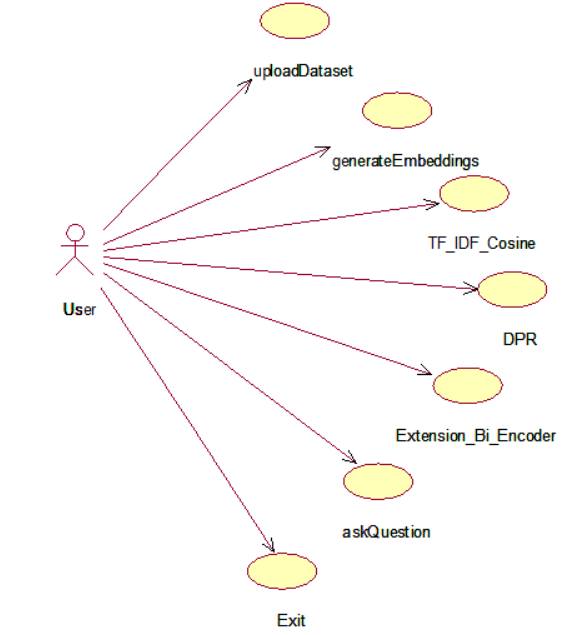 uploadDataset
generateEmbeddings
TF_IDF_Cosine
User
DPR
Extension_Bi_Encoder
askQuestion
Exit